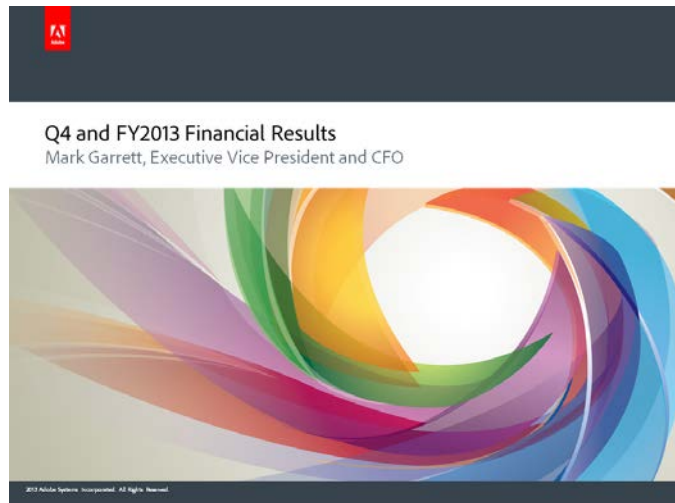 Adobe
Q4 and FY2013 Financial Results
Mark Garrett, Executive Vice President and CFO
2013 Adobe Systems Incorporated. All Rights Reserved.